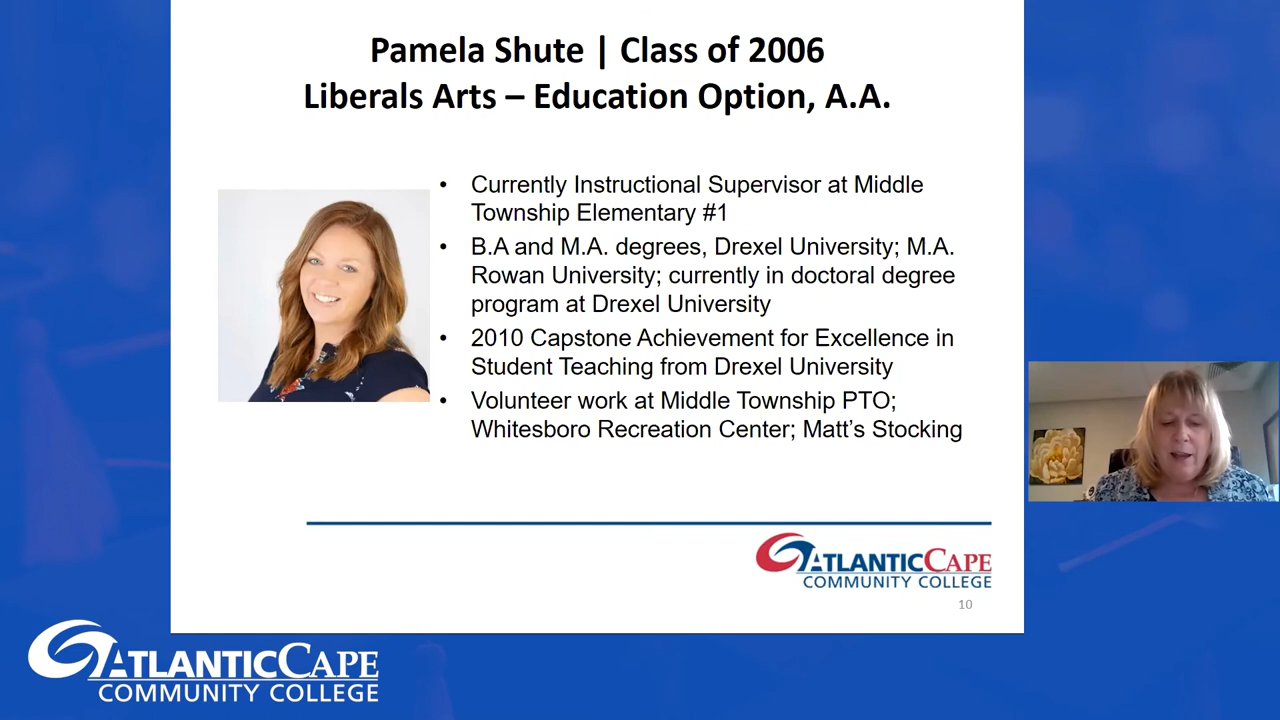 Pamela Shute | Class of 2006
Liberals Arts – Education Option, A.A.
• Currently Instructional Supervisor at Middle
Township Elementary #1
• B.A and M.A. degrees, Drexel University; M.A.
Rowan University; currently in doctoral degree
program at Drexel University
• 2010 Capstone Achievement for Excellence in
Student Teaching from Drexel University
• Volunteer work at Middle Township PTO;
Whitesboro Recreation Center; Matt’s Stocking
ATLANTICCAPE
COMMUNITY COLLEGE
10
ATLANTICCAPE
COMMUNITY COLLEGE